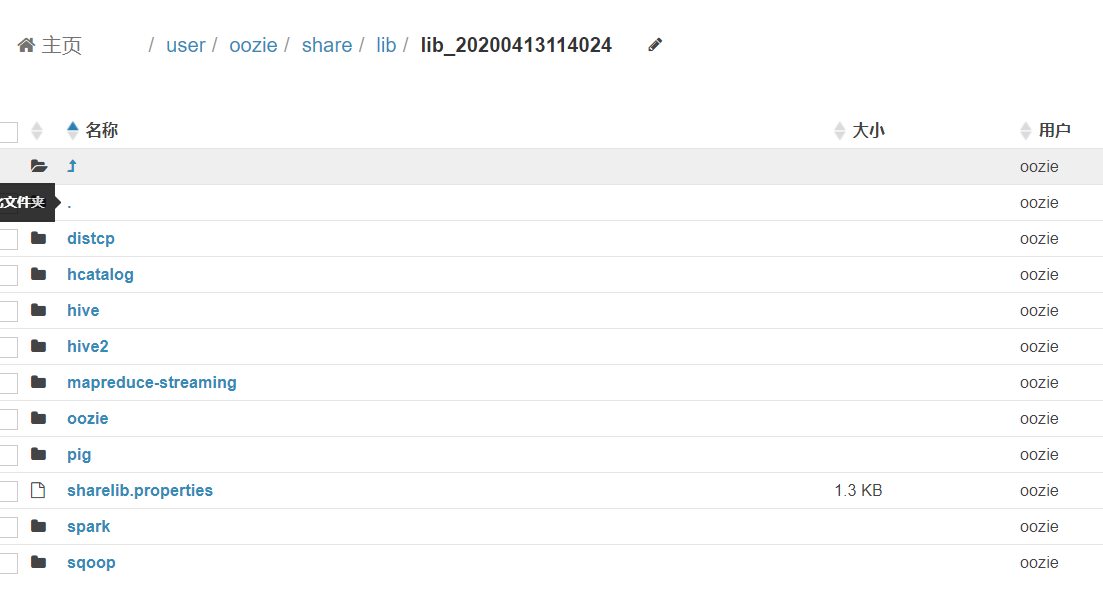 主页 / user / oozie / share / lib / lib_20200413114024
名称 大小 用户
oozie
文件夹 . oozie
distcp oozie
hcatalog oozie
hive oozie
hive2 oozie
mapreduce-streaming oozie
oozie oozie
pig oozie
sharelib.properties 1.3 KB oozie
spark oozie
sqoop oozie